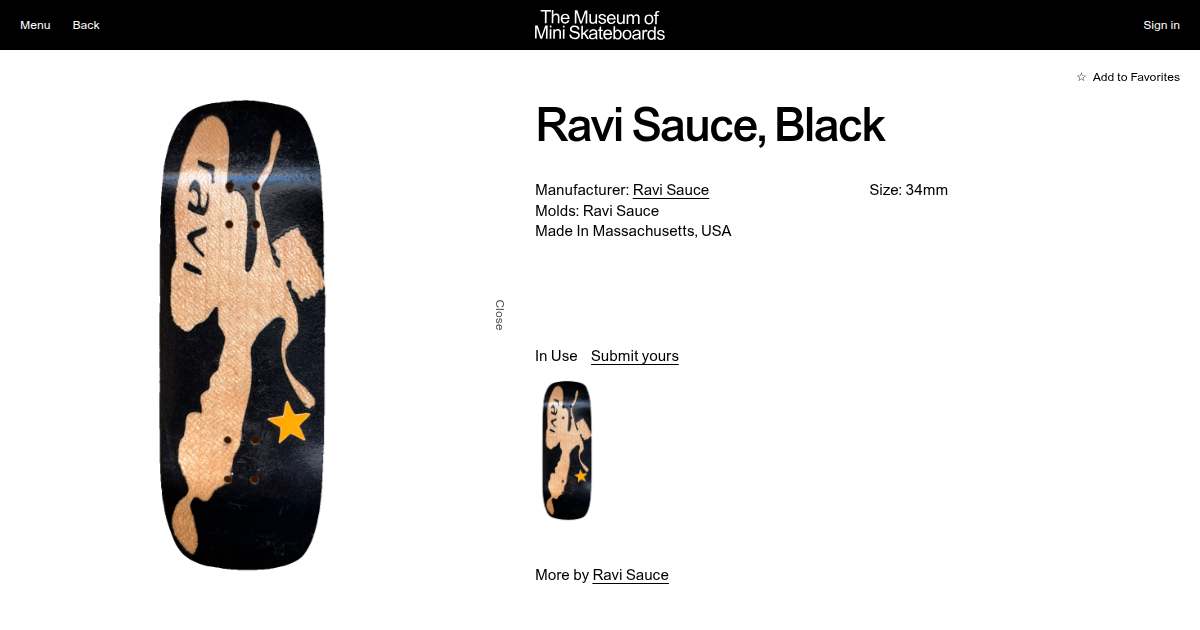 Menu
Back
The Museum of
Mini Skateboards
Sign in
☆ Add to Favorites
ravi
Ravi Sauce, Black
Manufacturer: Ravi Sauce
Size: 34mm
Molds: Ravi Sauce
Made In Massachusetts, USA
Close
In Use
Submit yours
ravi
More by Ravi Sauce